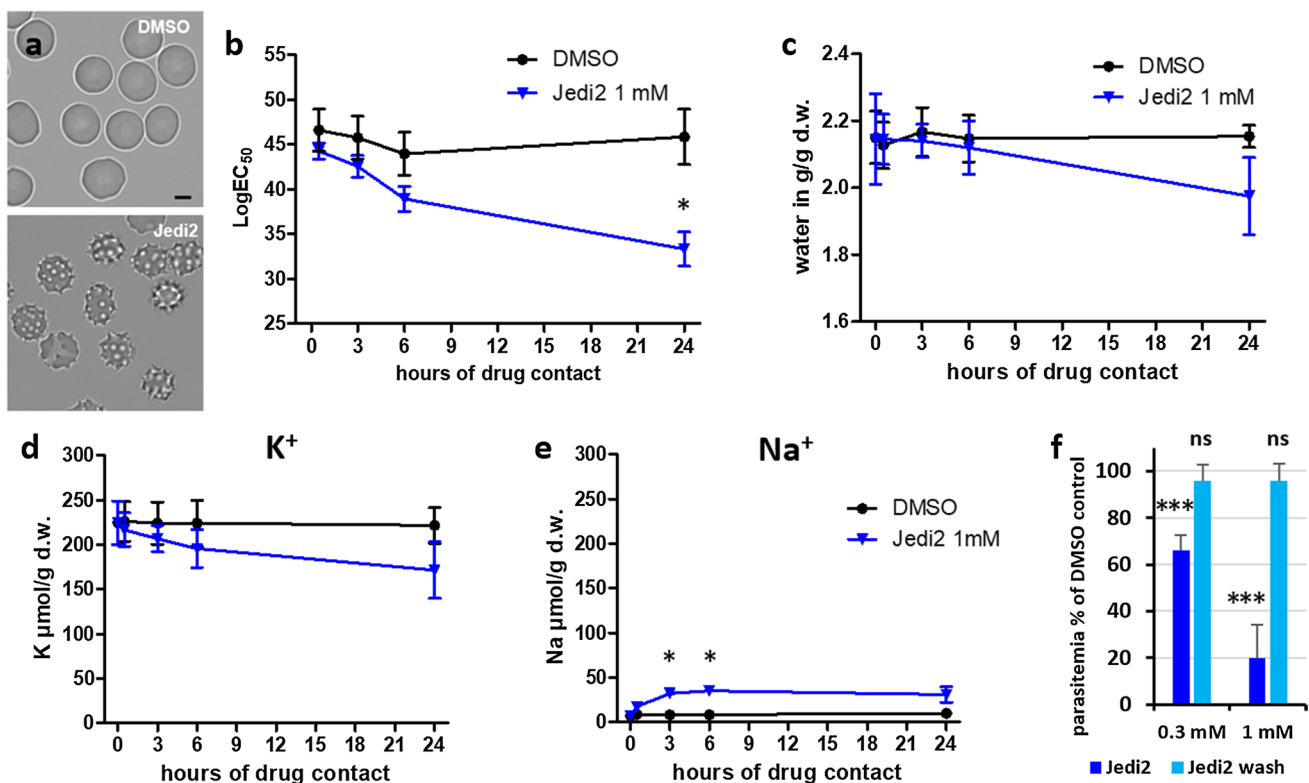 a
DMSO
Jedi2
b
55
50
45
40
35
30
25
LogEC50
DMSO
Jedi2 1 mM
*
0 3 6 9 12 15 18 21 24
hours of drug contact
c
2.4
2.2
2.0
1.8
1.6
water in g/g d.w.
DMSO
Jedi2 1 mM
0 3 6 9 12 15 18 21 24
hours of drug contact
d
K+
300
250
200
150
100
50
0
K µmol/g d.w.
0 3 6 9 12 15 18 21 24
hours of drug contact
e
Na+
300
250
200
150
100
50
0
Na µmol/g d.w.
DMSO
Jedi2 1mM
* *
0 3 6 9 12 15 18 21 24
hours of drug contact
f
ns ns
*** ***
100
80
60
40
20
0
parasitemia % of DMSO control
0.3 mM 1 mM
Jedi2 Jedi2 wash